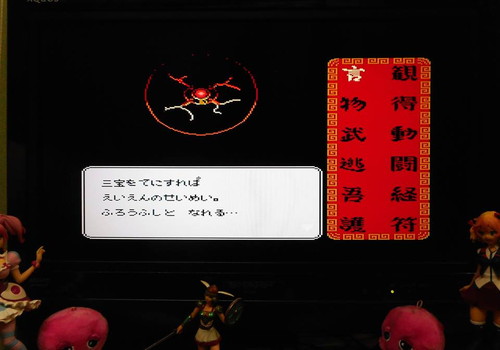 三宝をてにすれば
えいえんのせいめい。
ふろうふしと なれる…
言 観
物 得
武 動
逃 闘
吾 経
護 符